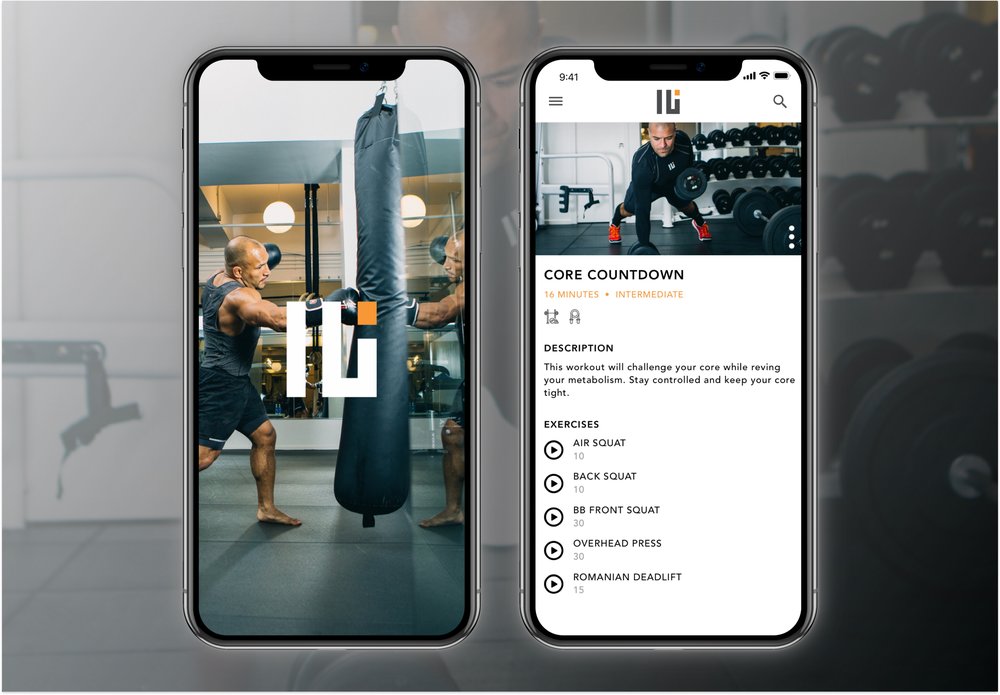 9:41
CORE COUNTDOWN
16 MINUTES • INTERMEDIATE
DESCRIPTION
This workout will challenge your core while reving
your metabolism. Stay controlled and keep your core
tight.
EXERCISES
AIR SQUAT
10
BACK SQUAT
10
BB FRONT SQUAT
30
OVERHEAD PRESS
30
ROMANIAN DEADLIFT
15